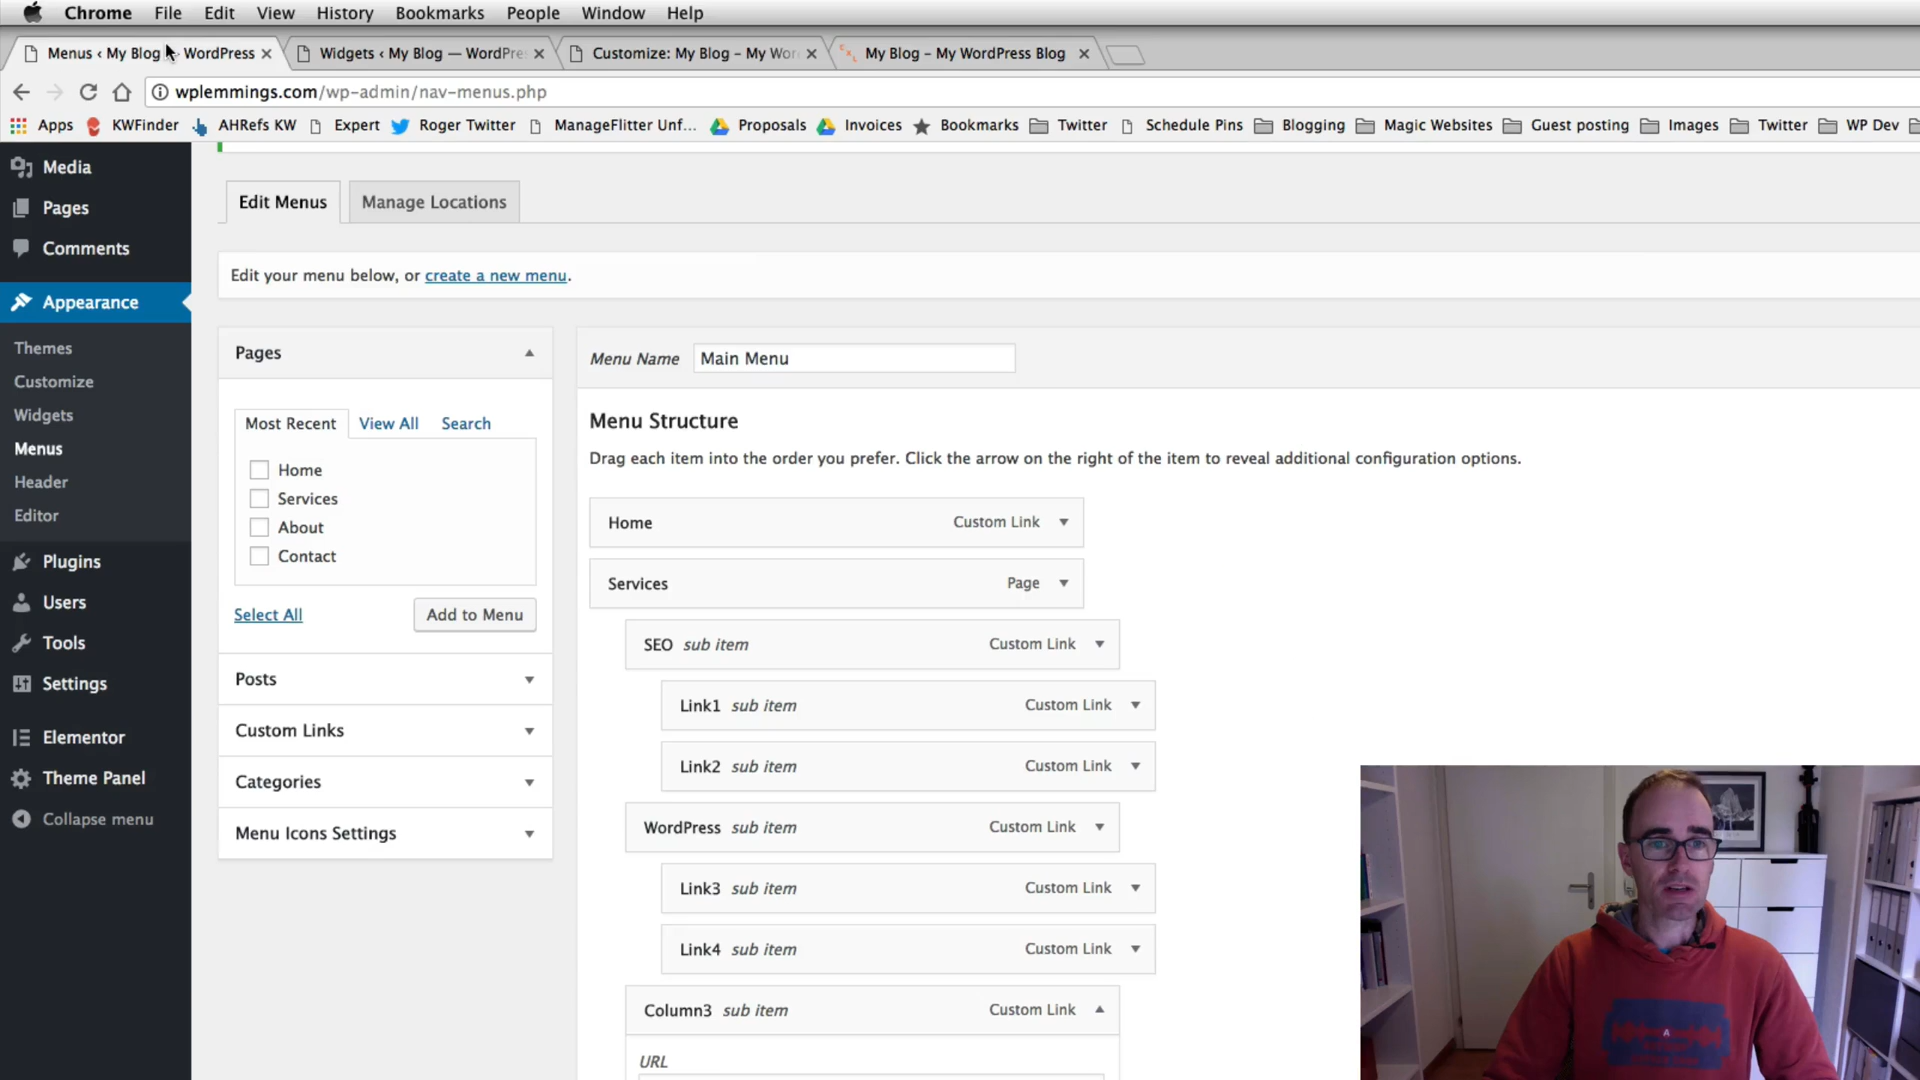 Chrome File Edit View History Bookmarks People Window Help
Menus ‹ My Blog WordPress Widgets ‹ My Blog — WordPre Customize: My Blog – My Wor My Blog – My WordPress Blog
wplemmings.com/wp-admin/nav-menus.php
Apps KWFinder AHRefs KW Expert Roger Twitter ManageFlitter Unf... Proposals Invoices Bookmarks Twitter Schedule Pins Blogging Magic Websites Guest posting Images Twitter WP Dev
Media
Pages
Comments
Appearance
Themes
Customize
Widgets
Menus
Header
Editor
Plugins
Users
Tools
Settings
Elementor
Theme Panel
Collapse menu
Edit Menus Manage Locations
Edit your menu below, or create a new menu.
Pages
Most Recent View All Search
Home
Services
About
Contact
Select All Add to Menu
Posts
Custom Links
Categories
Menu Icons Settings
Menu Name Main Menu
Menu Structure
Drag each item into the order you prefer. Click the arrow on the right of the item to reveal additional configuration options.
Home Custom Link
Services Page
SEO sub item Custom Link
Link1 sub item Custom Link
Link2 sub item Custom Link
WordPress sub item Custom Link
Link3 sub item Custom Link
Link4 sub item Custom Link
Column3 sub item Custom Link
URL